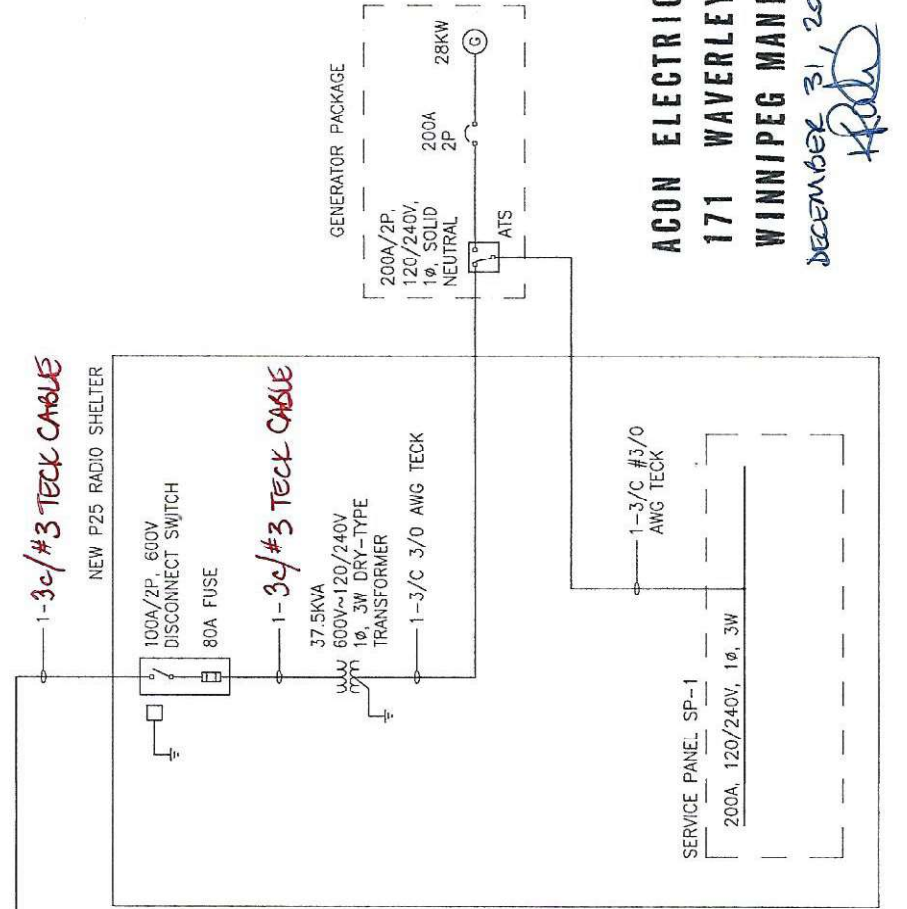 1-3c/#3 TECK CABLE
NEW P25 RADIO SHELTER
100A/2P, 600V
DISCONNECT SWITCH
80A FUSE
1-3c/#3 TECK CABLE
37.5KVA
600V~120/240V
1ø, 3W DRY-TYPE
TRANSFORMER
1-3/C 3/0 AWG TECK
GENERATOR PACKAGE
200A/2P,
120/240V,
1ø, SOLID
NEUTRAL
ATS
200A
2P
28KW
G
1-3/C #3/0
AWG TECK
SERVICE PANEL SP-1
200A, 120/240V, 1ø, 3W
ACON ELECTRIC
171 WAVERLEY
WINNIPEG MANI
DECEMBER 31, 20